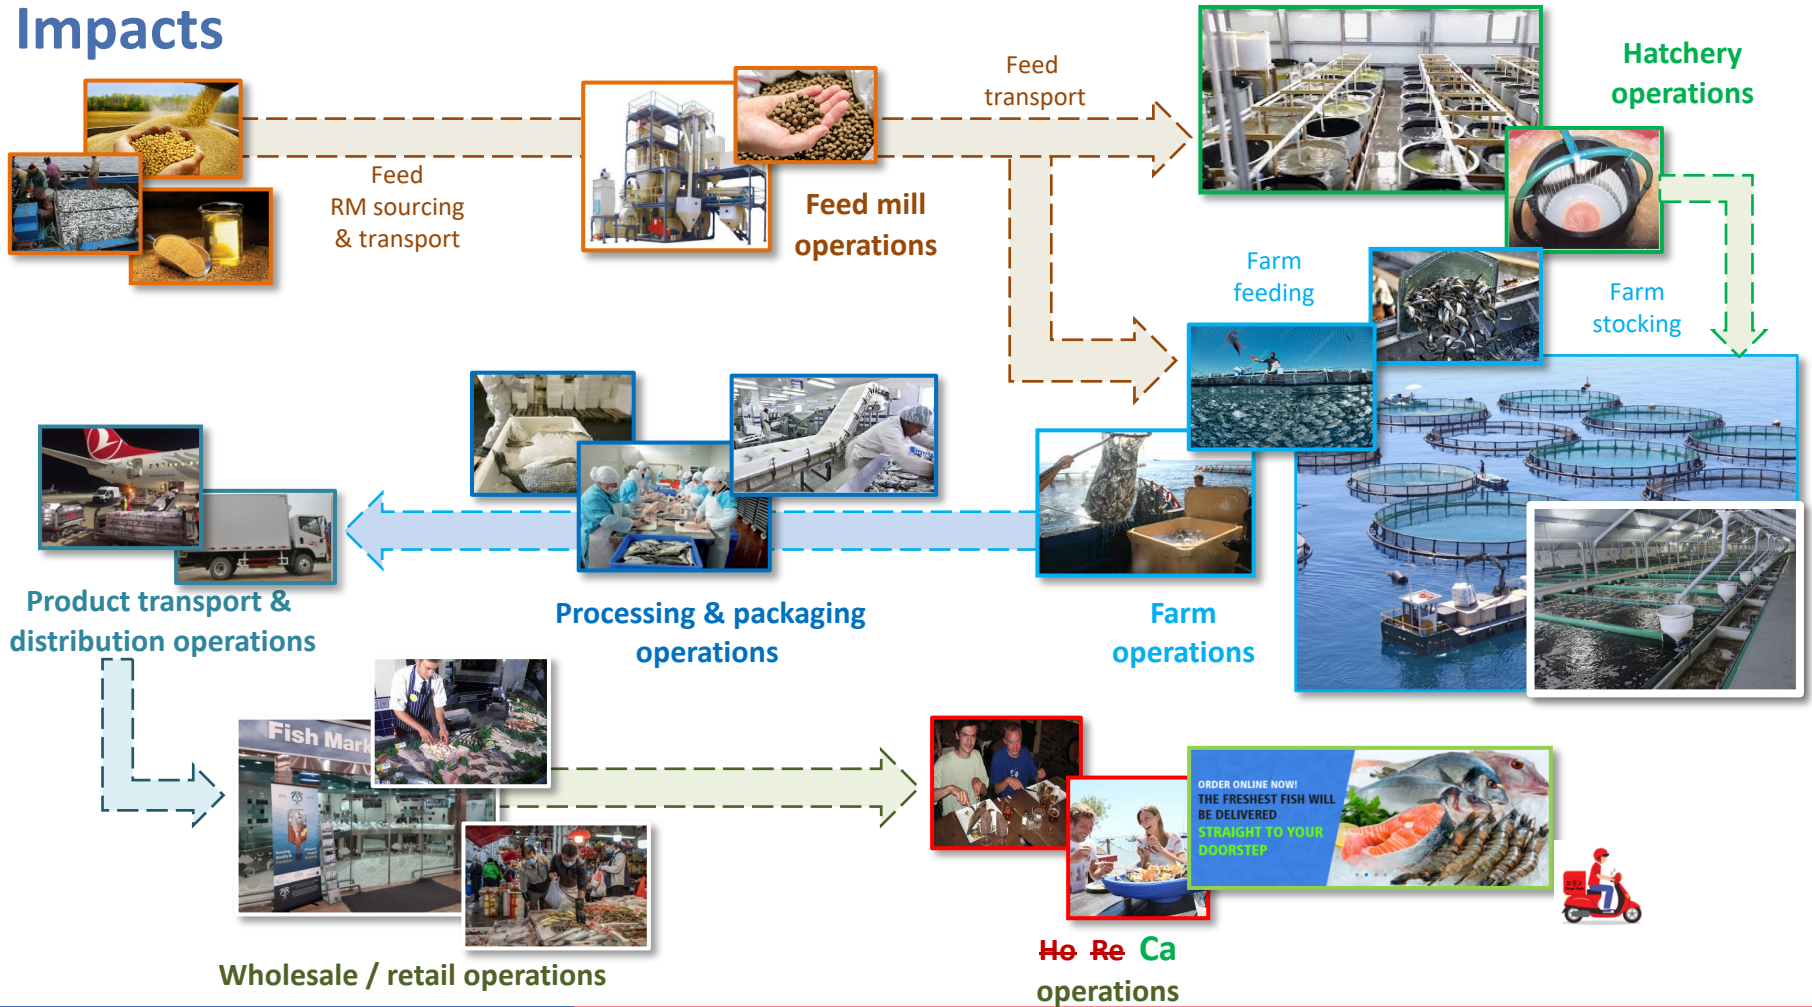 Impacts
Feed
RM sourcing
& transport
Feed mill
operations
Feed
transport
Hatchery
operations
Farm
feeding
Farm
stocking
Farm
operations
Processing & packaging
operations
Product transport &
distribution operations
Fish Mark
Wholesale / retail operations
ORDER ONLINE NOW!
THE FRESHEST FISH WILL
BE DELIVERED
STRAIGHT TO YOUR
DOORSTEP
Ho Re Ca
operations